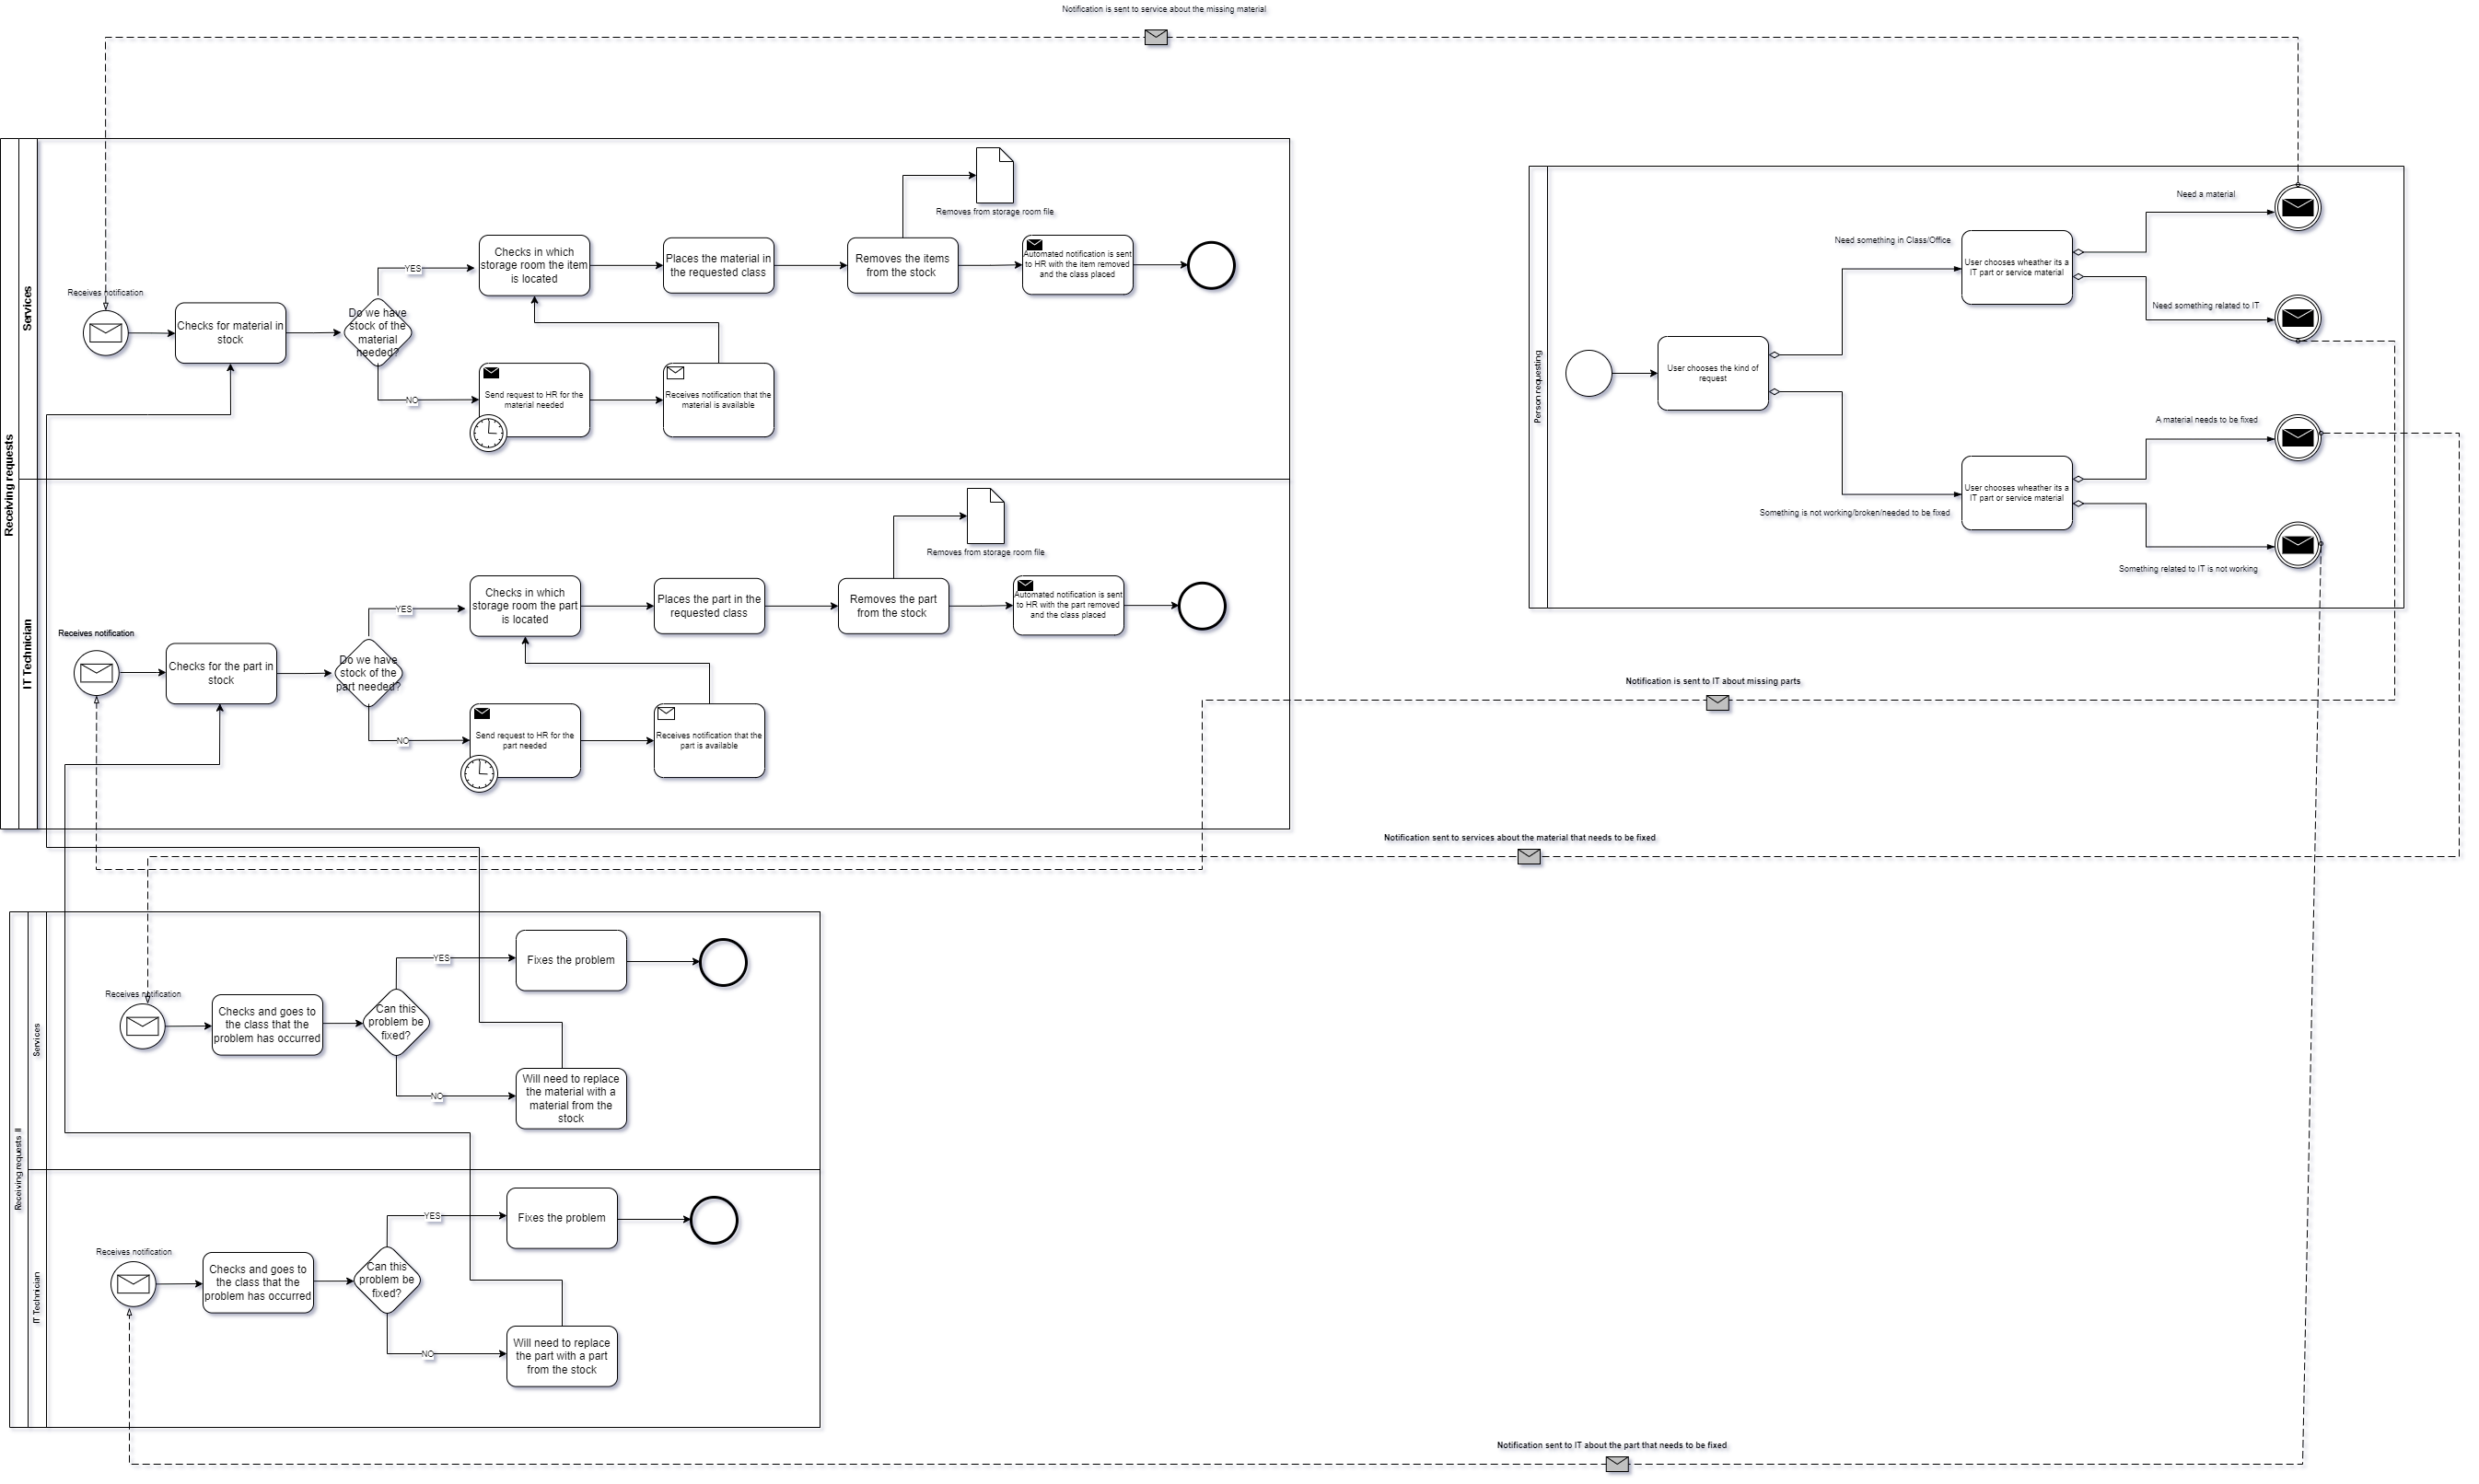 Notification is sent to service about the missing material
Receiving requests
Services
Receives notification
Checks for material in
stock
Do we have
stock of the
material
needed?
YES
NO
Checks in which
storage room the item
is located
Places the material in
the requested class
Removes the items
from the stock
Removes from storage room file
Automated notification is sent
to HR with the item removed
and the class placed
Send request to HR for the
material needed
Receives notification that the
material is available
IT Technician
Receives notification
Checks for the part in
stock
Do we have
stock of the
part needed?
YES
NO
Checks in which
storage room the part
is located
Places the part in the
requested class
Removes the part
from the stock
Removes from storage room file
Automated notification is sent
to HR with the part removed
and the class placed
Send request to HR for the
part needed
Receives notification that the
part is available
Person requesting
User chooses the kind of
request
Need something in Class/Office
User chooses wheather its a
IT part or service material
Need a material
Need something related to IT
Something is not working/broken/needed to be fixed
User chooses wheather its a
IT part or service material
A material needs to be fixed
Something related to IT is not working
Notification is sent to IT about missing parts
Notification sent to services about the material that needs to be fixed
Receiving requests II
Services
Receives notification
Checks and goes to
the class that the
problem has occurred
Can this
problem be
fixed?
YES
NO
Fixes the problem
Will need to replace
the material with a
material from the
stock
IT Technician
Receives notification
Checks and goes to
the class that the
problem has occurred
Can this
problem be
fixed?
YES
NO
Fixes the problem
Will need to replace
the part with a part
from the stock
Notification sent to IT about the part that needs to be fixed